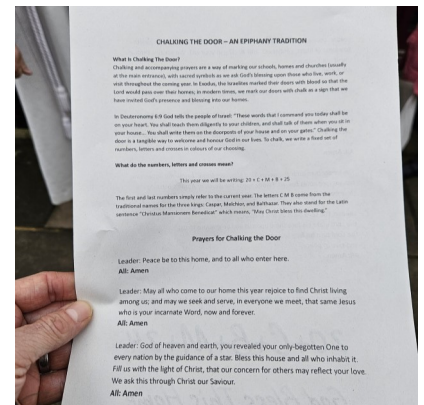 CHALKING THE DOOR – AN EPIPHANY TRADITION
What Is Chalking The Door?
Chalking and accompanying prayers are a way of marking our schools, homes and churches (usually
at the main entrance), with sacred symbols as we ask God's blessing upon those who live, work, or
visit throughout the coming year. In Exodus, the Israelites marked their doors with blood so that the
Lord would pass over their homes; in modern times, we mark our doors with chalk as a sign that we
have invited God's presence and blessing into our homes.
In Deuteronomy 6:9 God tells the people of Israel: "These words that I command you today shall be
on your heart. You shall teach them diligently to your children, and shall talk of them when you sit in
your house... You shall write them on the doorposts of your house and on your gates." Chalking the
door is a tangible way to welcome and honour God in our lives. To chalk, we write a fixed set of
numbers, letters and crosses in colours of our choosing.
What do the numbers, letters and crosses mean?
This year we will be writing: 20 + C + M + B + 25
The first and last numbers simply refer to the current year. The letters C M B come from the
traditional names for the three kings: Caspar, Melchior, and Balthazar. They also stand for the Latin
sentence "Christus Mansionem Benedicat" which means, "May Christ bless this dwelling."
Prayers for Chalking the Door
Leader: Peace be to this home, and to all who enter here.
All: Amen
Leader: May all who come to our home this year rejoice to find Christ living
among us; and may we seek and serve, in everyone we meet, that same Jesus
who is your incarnate Word, now and forever.
All: Amen
Leader: God of heaven and earth, you revealed your only-begotten One to
every nation by the guidance of a star. Bless this house and all who inhabit it.
Fill us with the light of Christ, that our concern for others may reflect your love.
We ask this through Christ our Saviour.
All: Amen